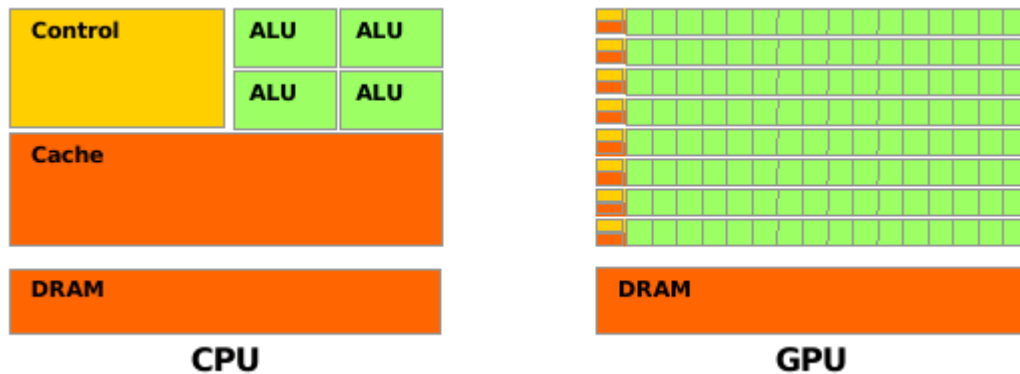 Control
ALU ALU
ALU ALU
Cache
DRAM
CPU
DRAM
GPU